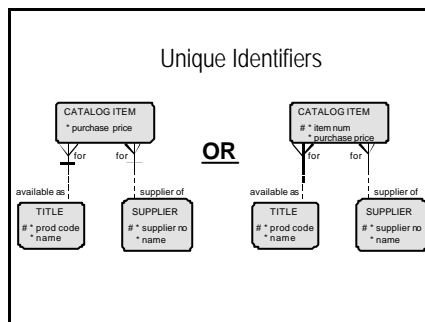 Unique Identifiers
CATALOG ITEM
* purchase price
for for
available as supplier of
TITLE
# * prod code
* name
SUPPLIER
# * supplier no
* name
OR
CATALOG ITEM
# * item num
* purchase price
for for
available as supplier of
TITLE
# * prod code
* name
SUPPLIER
# * supplier no
* name